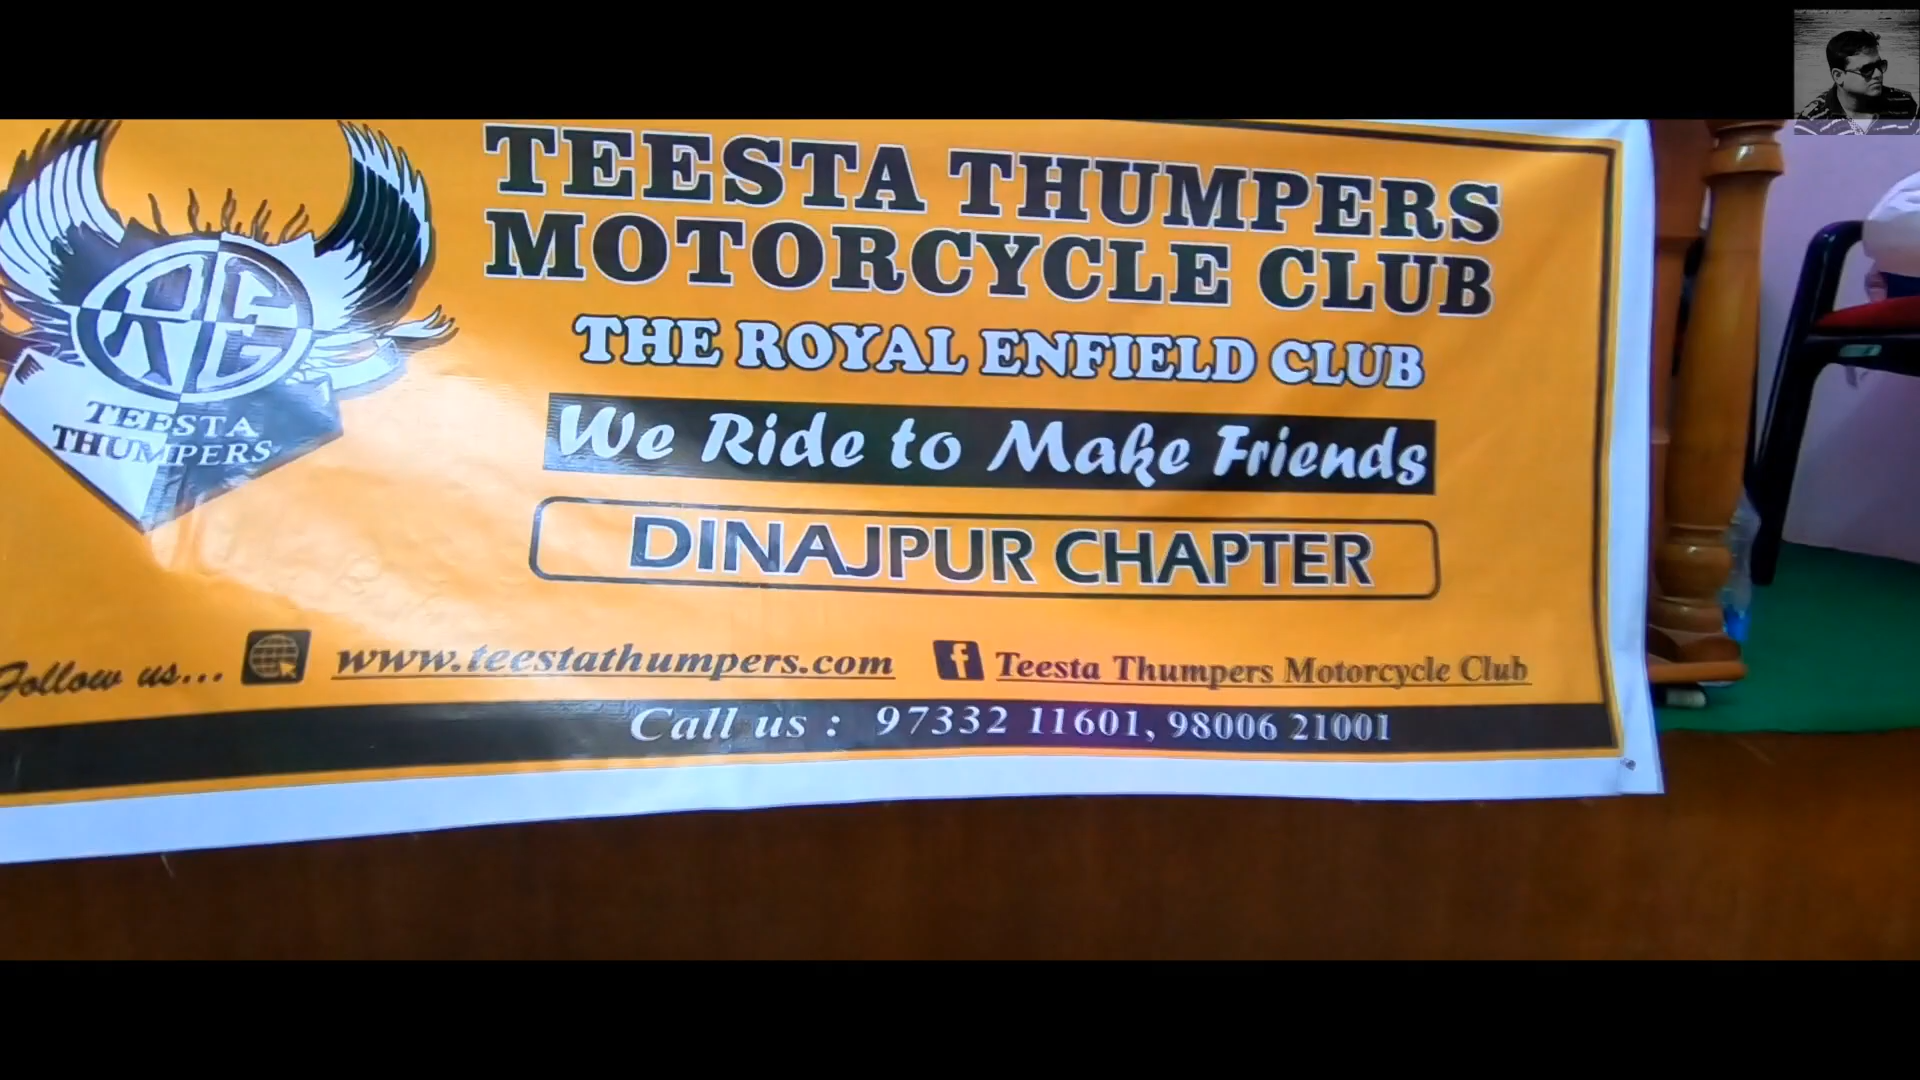 TEESTA THUMPERS
MOTORCYCLE CLUB
THE ROYAL ENFIELD CLUB
We Ride to Make Friends
DINAJPUR CHAPTER
RE
TEESTA
THUMPERS
Follow us... www.teestathumpers.com f Teesta Thumpers Motorcycle Club
Call us : 97332 11601, 98006 21001